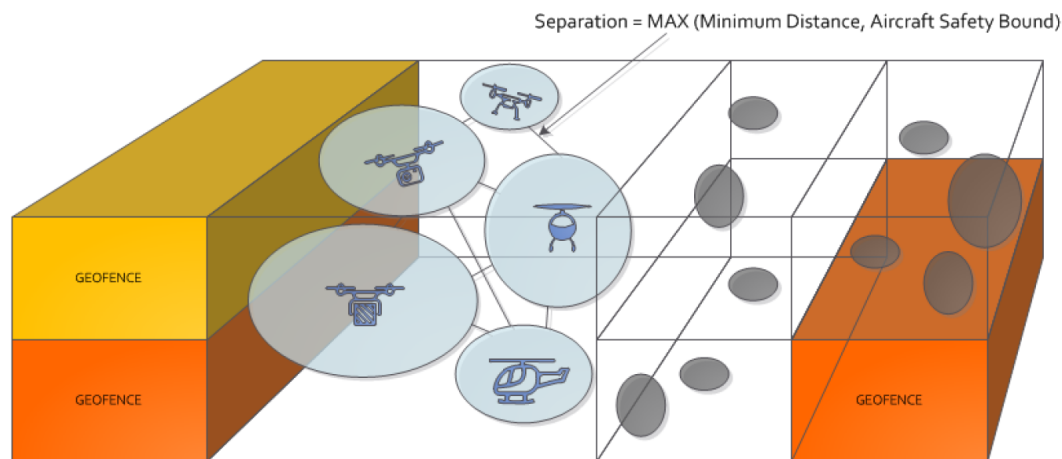 Separation = MAX (Minimum Distance, Aircraft Safety Bound)
GEOFENCE
GEOFENCE
GEOFENCE